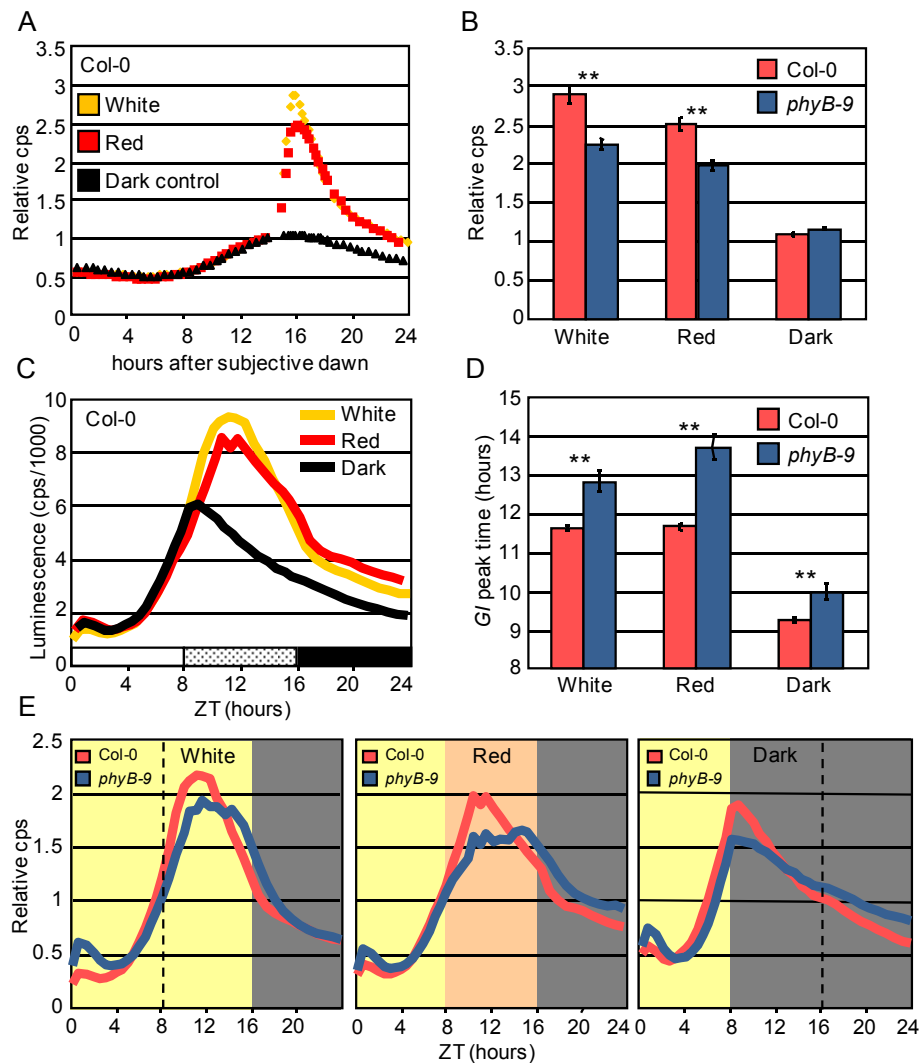 A
Relative cps
3.5
3
2.5
2
1.5
1
0.5
0
Col-0
White
Red
Dark control
0 4 8 12 16 20 24
hours after subjective dawn
B
Relative cps
3.5
3
2.5
2
1.5
1
0.5
0
Col-0
phyB-9
**
**
White Red Dark
C
Luminescence (cps/1000)
10
8
6
4
2
0
Col-0
White
Red
Dark
0 4 8 12 16 20 24
ZT (hours)
D
GI peak time (hours)
15
14
13
12
11
10
9
8
Col-0
phyB-9
**
**
**
White Red Dark
E
Relative cps
2.5
2
1.5
1
0.5
0
Col-0
phyB-9
White
0 4 8 12 16 20
Col-0
phyB-9
Red
0 4 8 12 16 20 24
Col-0
phyB-9
Dark
0 4 8 12 16 20 24
ZT (hours)